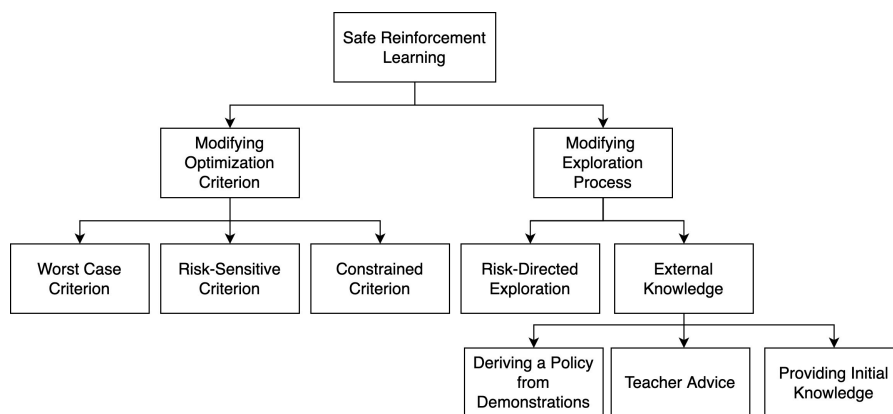 Safe Reinforcement
Learning
Modifying
Optimization
Criterion
Modifying
Exploration
Process
Worst Case
Criterion
Risk-Sensitive
Criterion
Constrained
Criterion
Risk-Directed
Exploration
External
Knowledge
Deriving a Policy
from
Demonstrations
Teacher Advice
Providing Initial
Knowledge